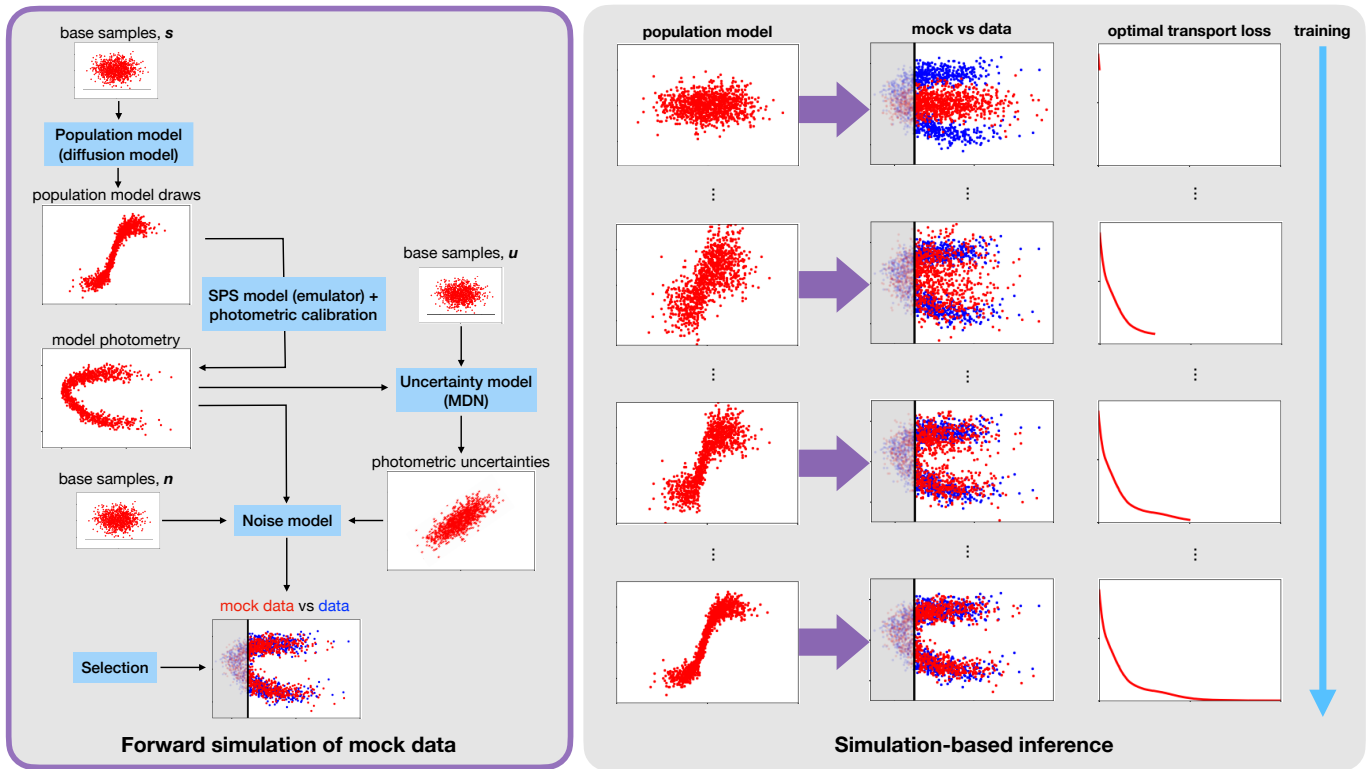 base samples, s
Population model
(diffusion model)
population model draws
base samples, u
SPS model (emulator) +
photometric calibration
model photometry
Uncertainty model
(MDN)
photometric uncertainties
base samples, n
Noise model
mock data vs data
Selection
Forward simulation of mock data
population model
mock vs data
optimal transport loss
training
...
...
...
...
...
...
...
...
...
Simulation-based inference